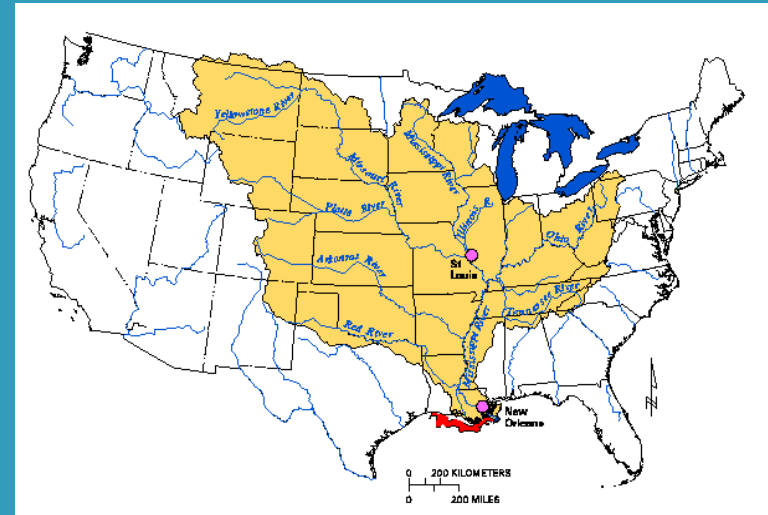 Yellowstone River
Mississippi River
Missouri River
Platte River
Illinois R.
Ohio River
St
Louis
Arkansas River
Tennessee River
Red River
Mississippi River
New
Orleans
N
0 200 KILOMETERS
0 200 MILES